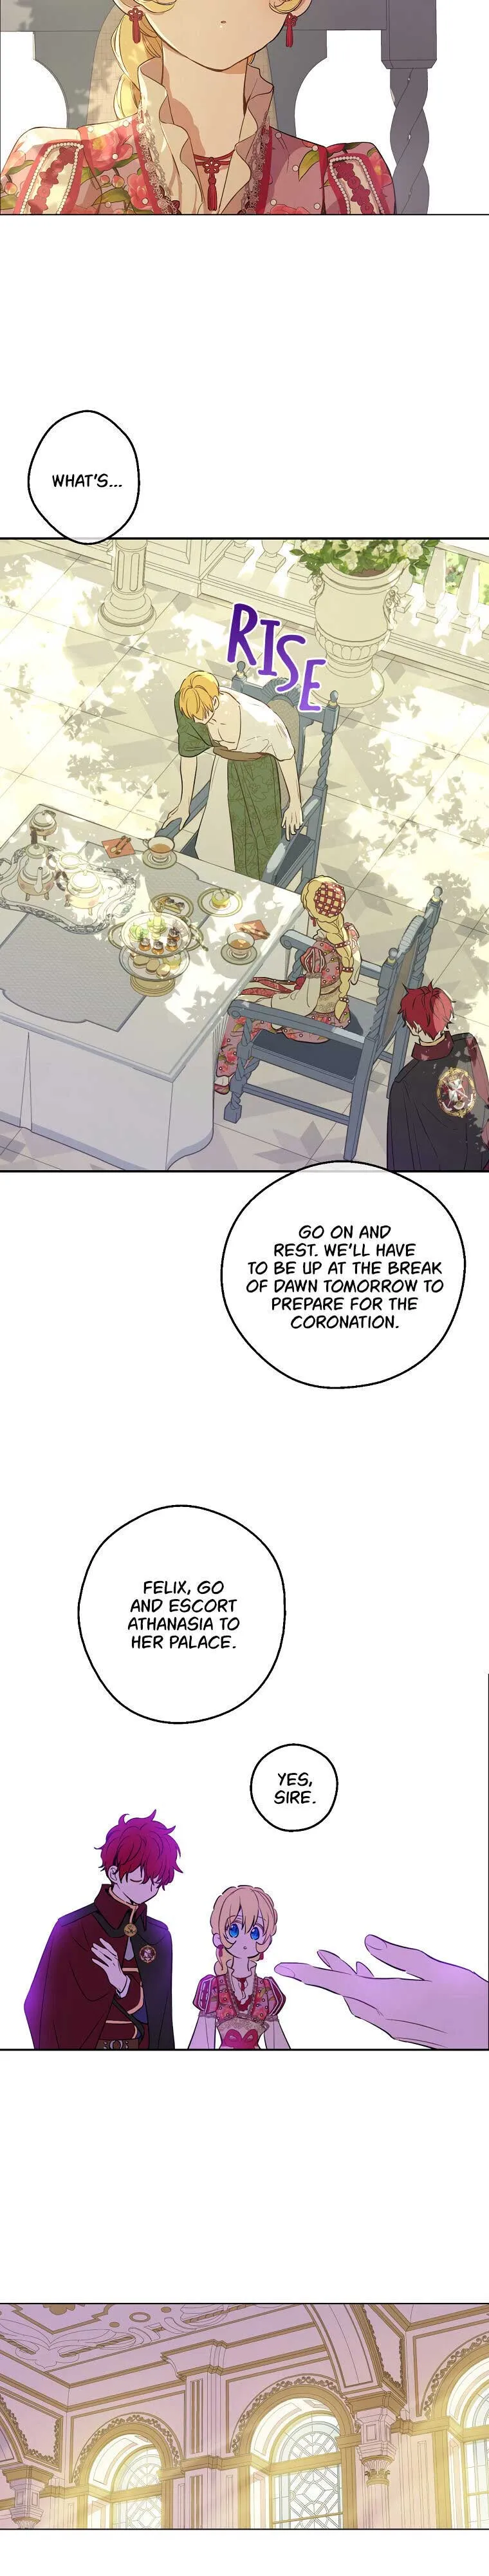 WHAT'S...
RISE
GO ON AND
REST. WE'LL HAVE
TO BE UP AT THE BREAK
OF DAWN TOMORROW TO
PREPARE FOR THE
CORONATION.
FELIX, GO
AND ESCORT
ATHANASIA TO
HER PALACE.
YES,
SIRE.